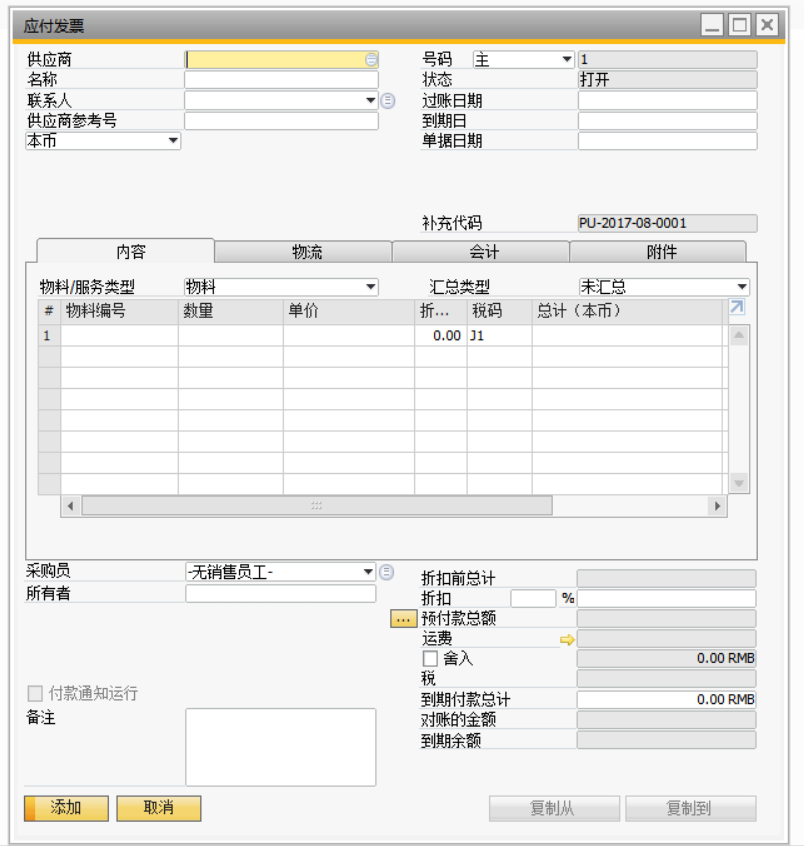 应付发票
供应商
号码 主 1
名称
状态 打开
联系人
过账日期
供应商参考号
到期日
本币
单据日期
补充代码 PU-2017-08-0001
内容 物流 会计 附件
物料/服务类型 物料 汇总类型 未汇总
# 物料编号 数量 单价 折... 税码 总计（本币）
1 0.00 J1
采购员 -无销售员工-
折扣前总计
所有者
折扣 %
... 预付款总额
运费
舍入 0.00 RMB
税
付款通知运行
到期付款总计 0.00 RMB
备注
对账的金额
到期余额
添加 取消 复制从 复制到